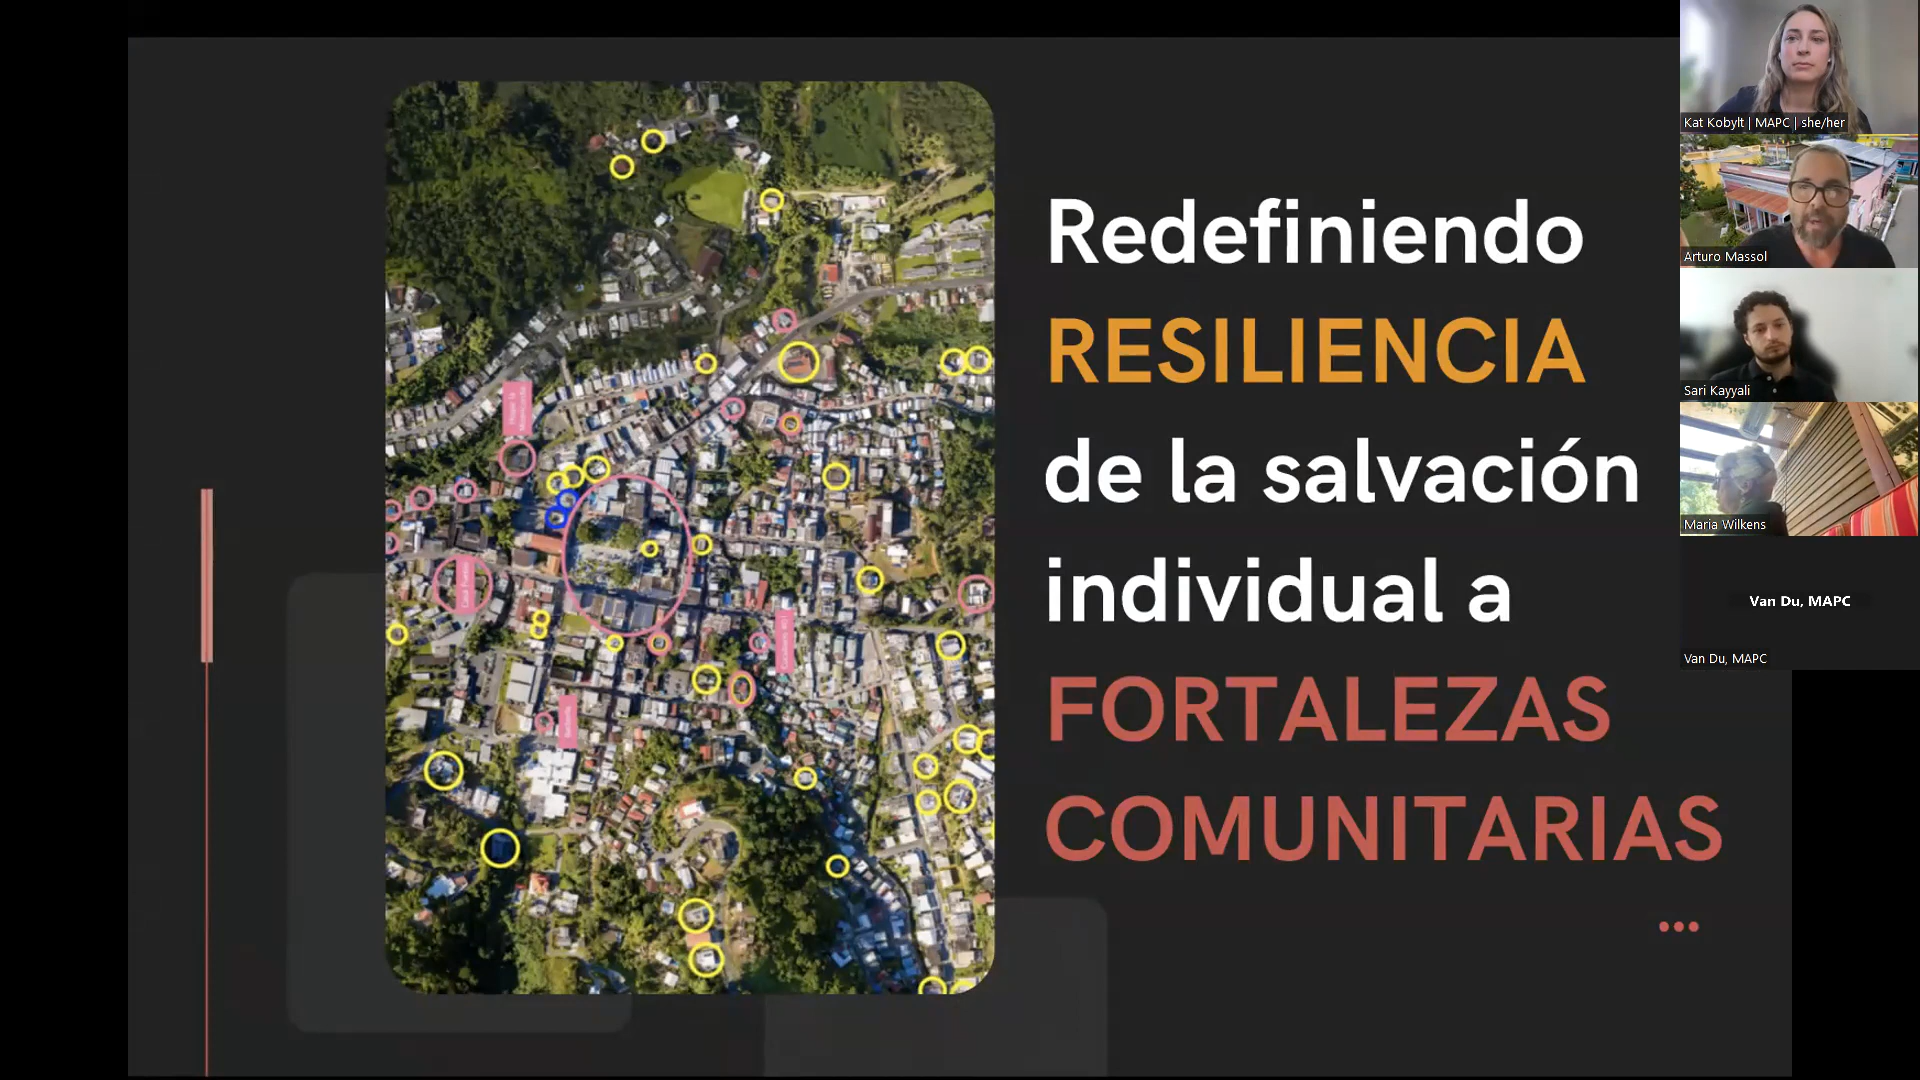 Redefiniendo
RESILIENCIA
de la salvación
individual a
FORTALEZAS
COMUNITARIAS
Kat Kobylt | MAPC | she/her
Arturo Massol
Sari Kayyali
Maria Wilkens
Van Du, MAPC
Van Du, MAPC